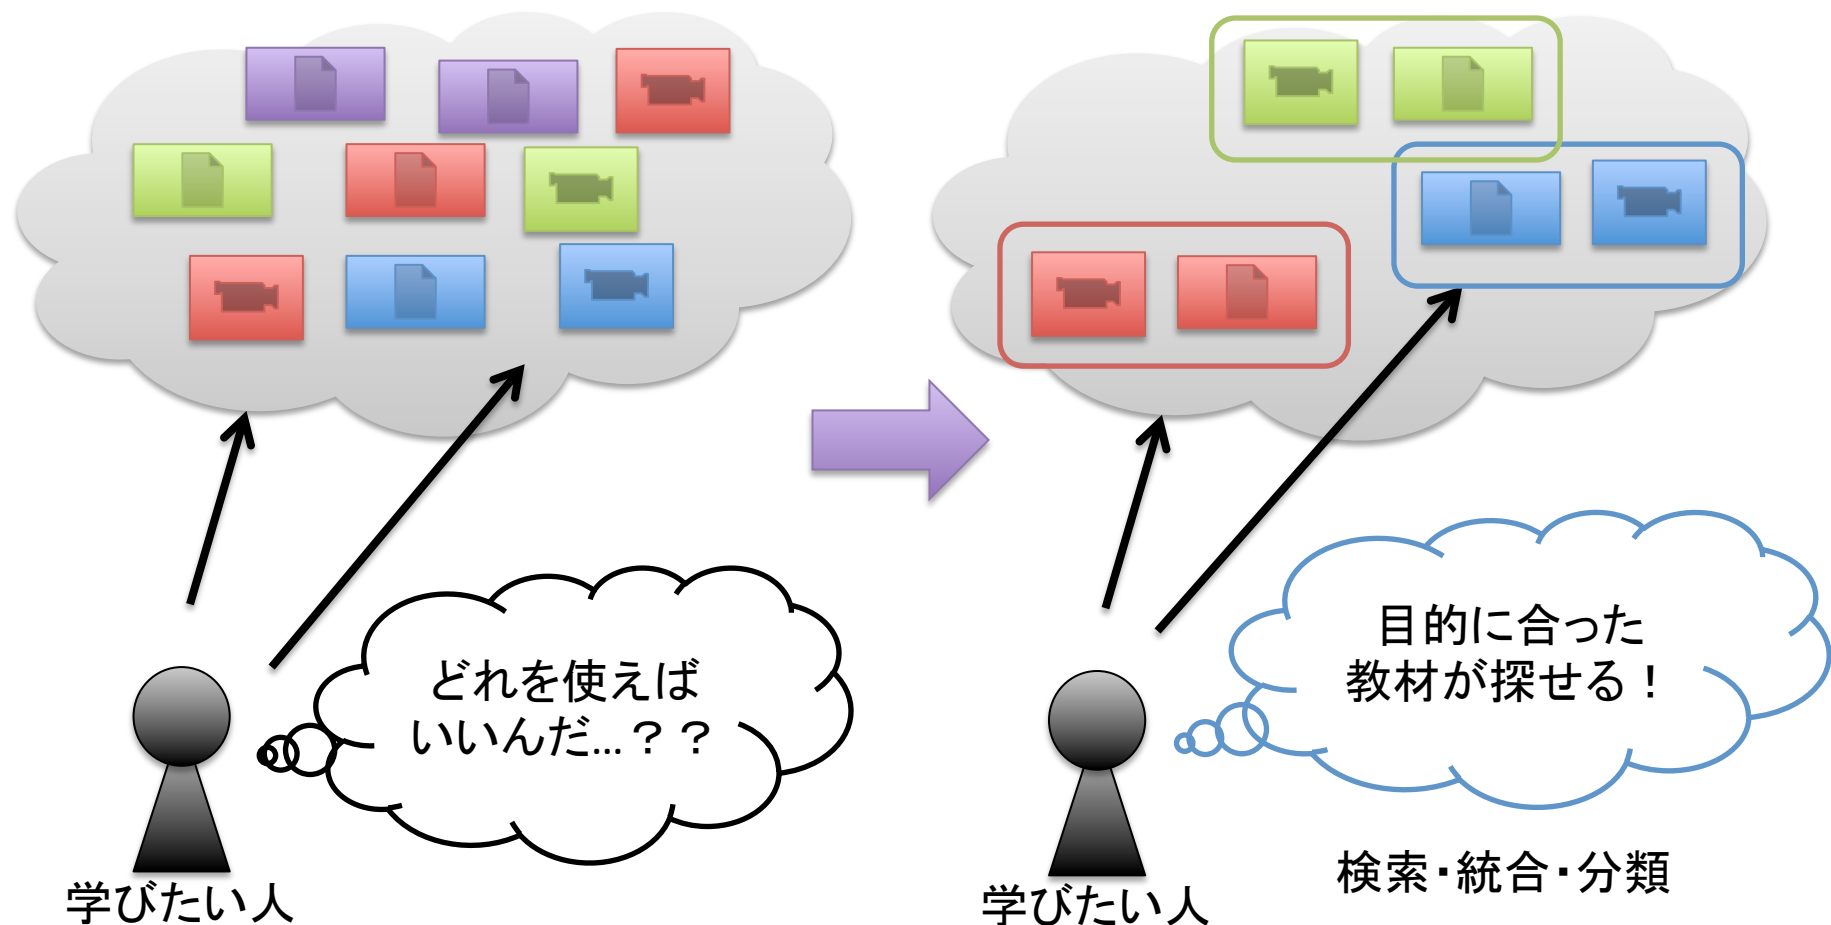 どれを使えば
いいんだ...？？
学びたい人
目的に合った
教材が探せる！
学びたい人
検索・統合・分類